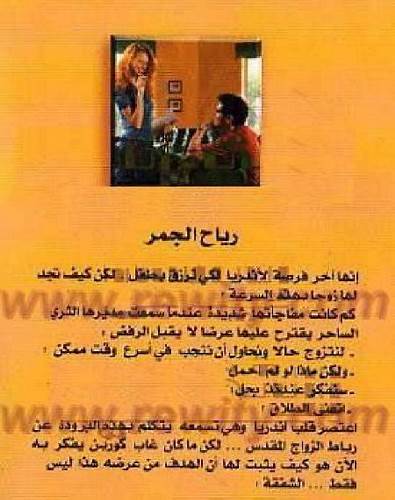 رياح الجمر
إنها آخر فرصة لأندريا لكي ترزق بطفل لكن كيف تجد
لها زوجا بهذه السرعة ؟
كم كانت مفاجأتها شديدة عندما سمعت مديرها الثري
الساحر يقترح عليها عرضا لا يقبل الرفض :
- لنتزوج حالا ونحاول أن ننجب في أسرع وقت ممكن ؛
- ولكن ماذا لو لم احمل؟
- سنفكر عندئذ بحل؛
- اتعني الطلاق؟
اعتصر قلب اندريا وهي تسمعه يتكلم بهذه البرودة عن
رباط الزواج المقدس ... لكن ما كان غاب كورين يفكر به
الآن هو كيف يثبت لها أن الهدف من عرضه هذا ليس
فقط ... الشفقة ؛
www.rewity.com
www.rewity.com